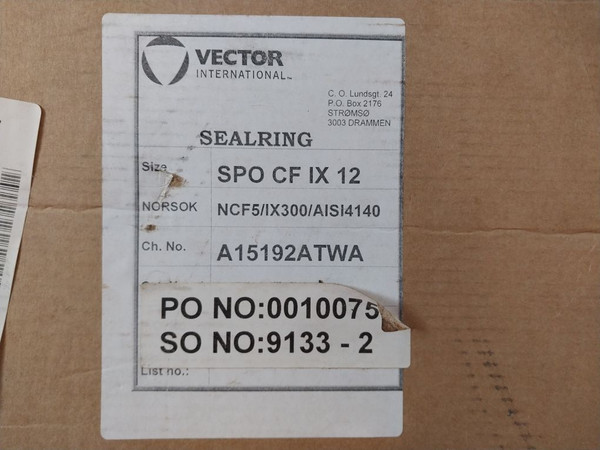 VECTOR
INTERNATIONAL™
C. O. Lundsgt. 24
P.O. Box 2176
STRØMSØ
3003 DRAMMEN
SEALRING
Size SPO CF IX 12
NORSOK NCF5/IX300/AISI4140
Ch. No. A15192ATWA
PO NO:0010075
SO NO:9133 - 2
List no.: